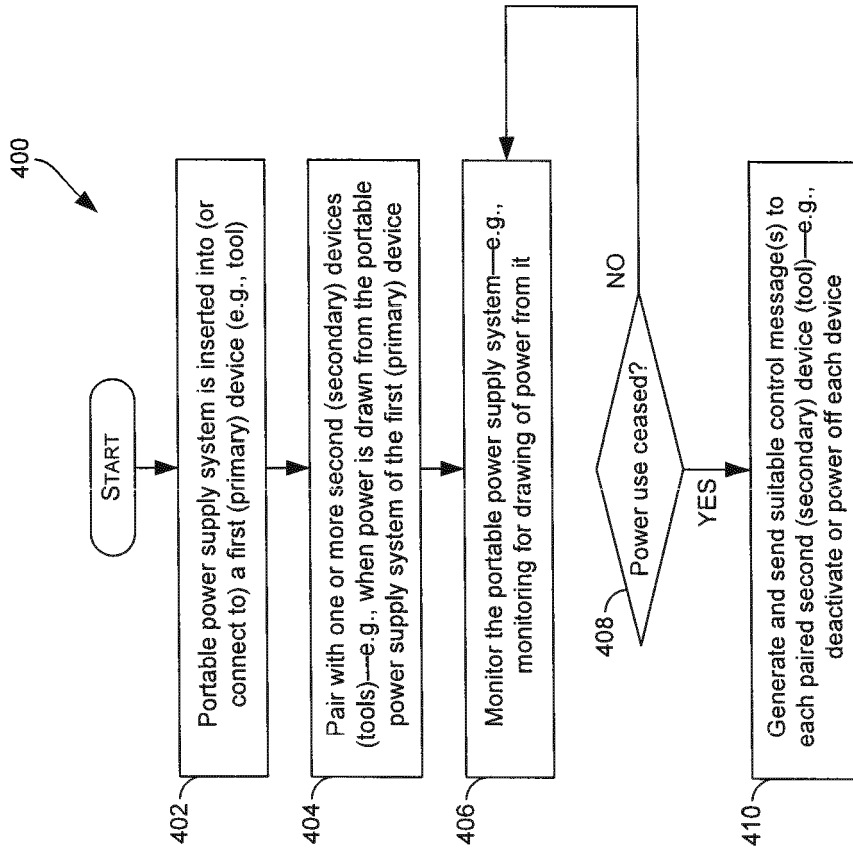 400
START
402
Portable power supply system is inserted into (or
connect to) a first (primary) device (e.g., tool)
404
Pair with one or more second (secondary) devices
(tools)—e.g., when power is drawn from the portable
power supply system of the first (primary) device
406
Monitor the portable power supply system—e.g.,
monitoring for drawing of power from it
408
Power use ceased?
NO
YES
410
Generate and send suitable control message(s) to
each paired second (secondary) device (tool)—e.g.,
deactivate or power off each device